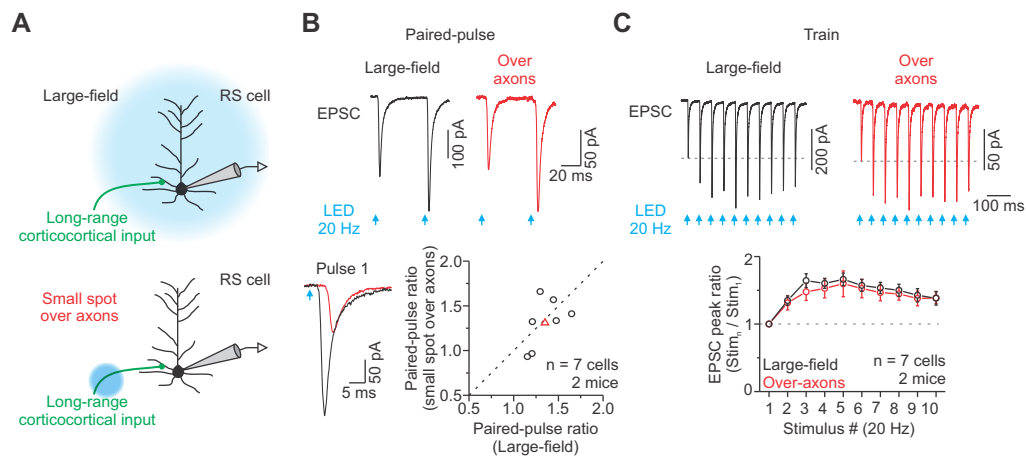 A
Large-field
RS cell
Long-range
corticocortical input
RS cell
Small spot
over axons
Long-range
corticocortical input
B
Paired-pulse
Large-field
Over
axons
EPSC
100 pA
50 pA
20 ms
LED
20 Hz
Pulse 1
50 pA
5 ms
Paired-pulse ratio
(small spot over axons)
2.0
1.5
1.0
0.5
n = 7 cells
2 mice
0.5
1.0
1.5
2.0
Paired-pulse ratio
(Large-field)
C
Train
Large-field
Over
axons
EPSC
200 pA
50 pA
100 ms
LED
20 Hz
EPSC peak ratio
(Stimn / Stim1)
2
1
0
Large-field
Over-axons
n = 7 cells
2 mice
1 2 3 4 5 6 7 8 9 10
Stimulus # (20 Hz)